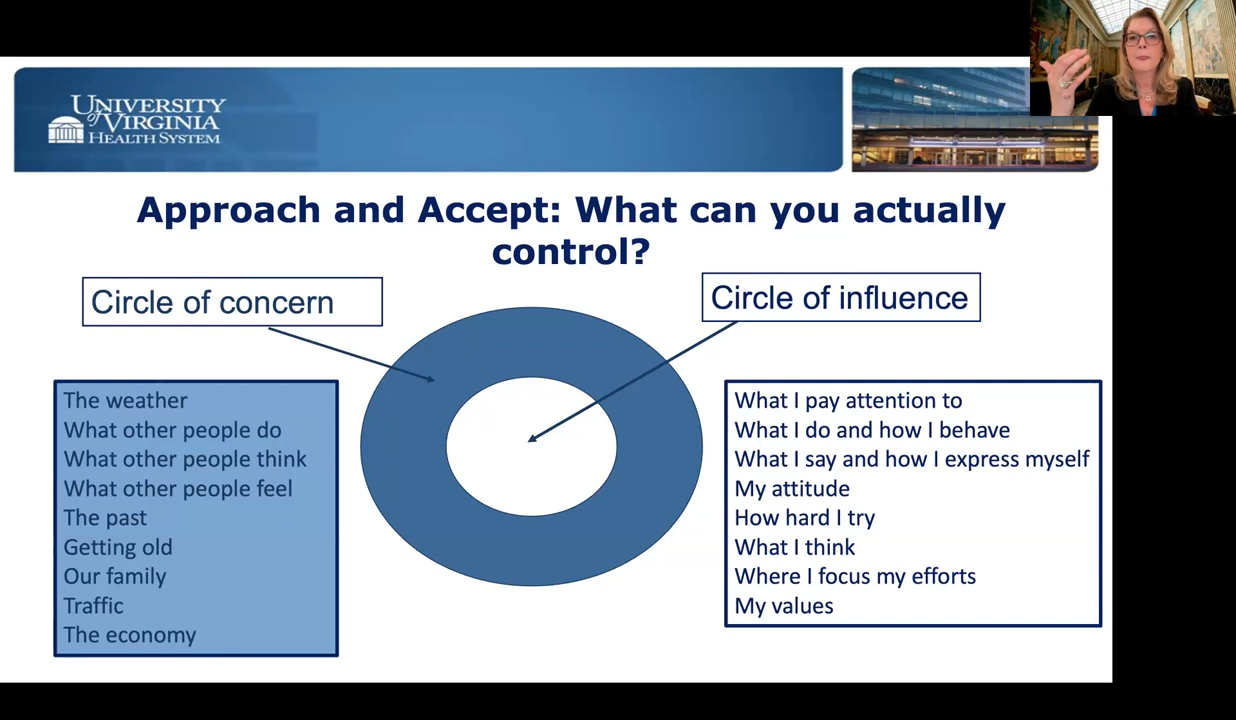 UNIVERSITY
of VIRGINIA
HEALTH SYSTEM
Approach and Accept: What can you actually
control?
Circle of concern
Circle of influence
The weather
What other people do
What other people think
What other people feel
The past
Getting old
Our family
Traffic
The economy
What I pay attention to
What I do and how I behave
What I say and how I express myself
My attitude
How hard I try
What I think
Where I focus my efforts
My values